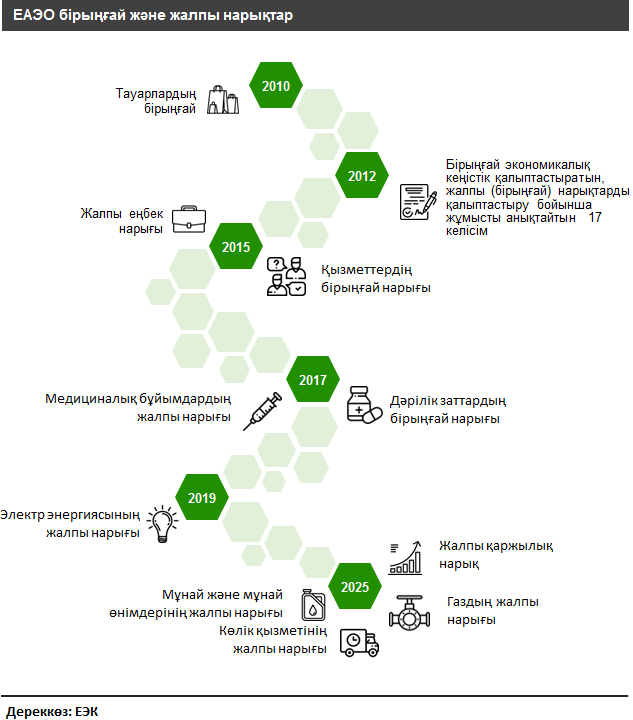 ЕАЭО бірыңғай және жалпы нарықтар
2010
Тауарлардың
бірыңғай
2012
Бірыңғай экономикалық
кеңістік қалыптастыратын,
жалпы (бірыңғай) нарықтарды
қалыптастыру бойынша
жұмысты анықтайтын 17
келісім
Жалпы еңбек
нарығы
2015
Қызметтердің
бірыңғай нарығы
2017
Медициналық бұйымдардың
жалпы нарығы
Дәрілік заттардың
бірыңғай нарығы
2019
Электр энергиясының
жалпы нарығы
Жалпы қаржылық
нарық
2025
Мұнай және мұнай
өнімдерінің жалпы нарығы
Газдың жалпы
нарығы
Көлік қызметінің
жалпы нарығы
Дереккөз: ЕЭК